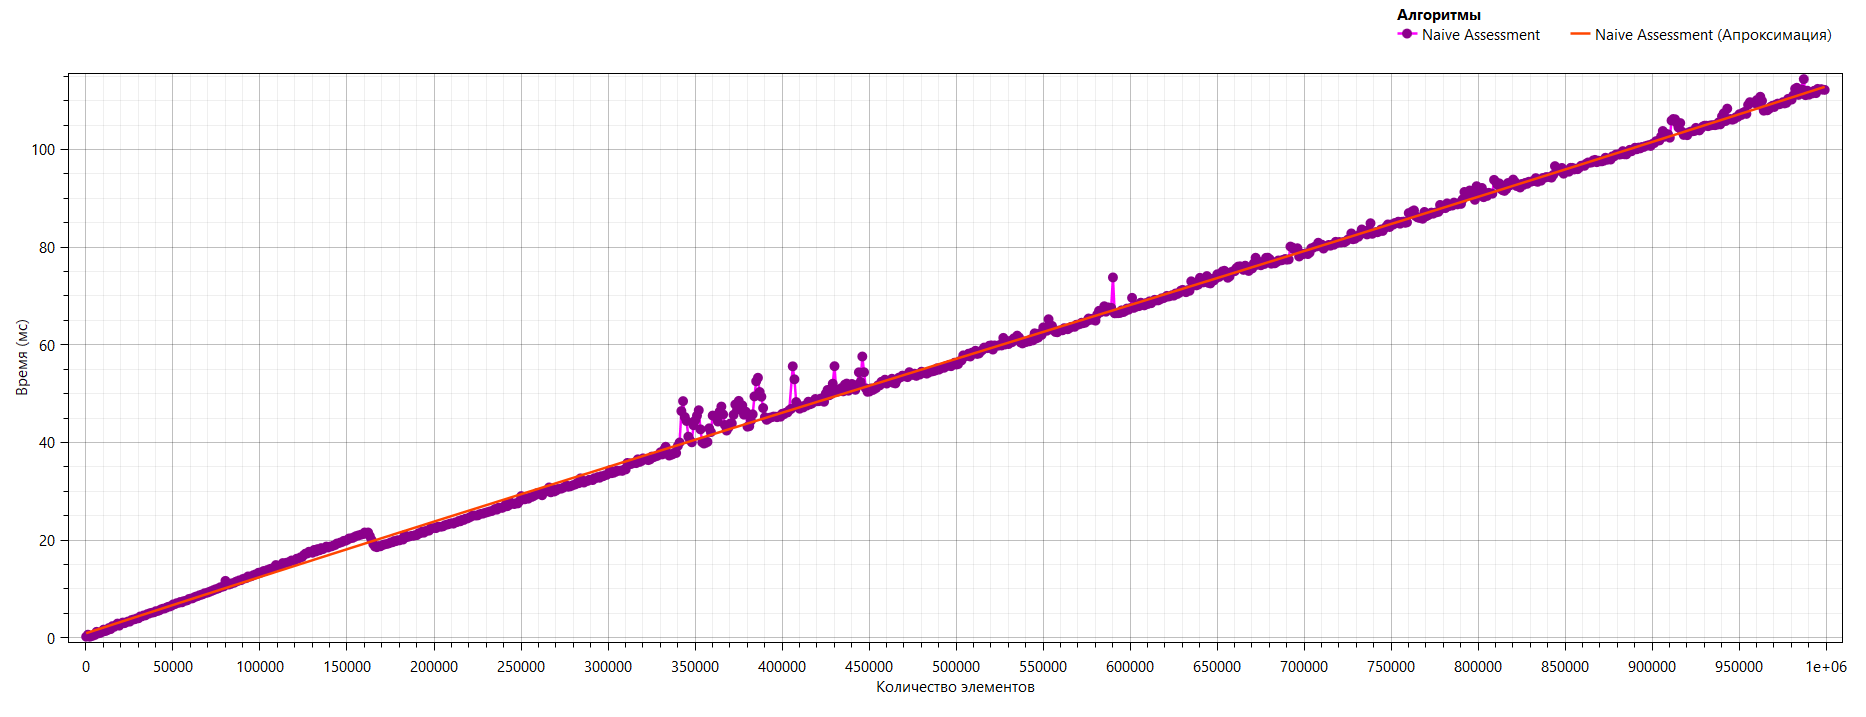 Алгоритмы
Naive Assessment
Naive Assessment (Апроксимация)
Время (мс)
100
80
60
40
20
0
0 50000 100000 150000 200000 250000 300000 350000 400000 450000 500000 550000 600000 650000 700000 750000 800000 850000 900000 950000 1e+06
Количество элементов